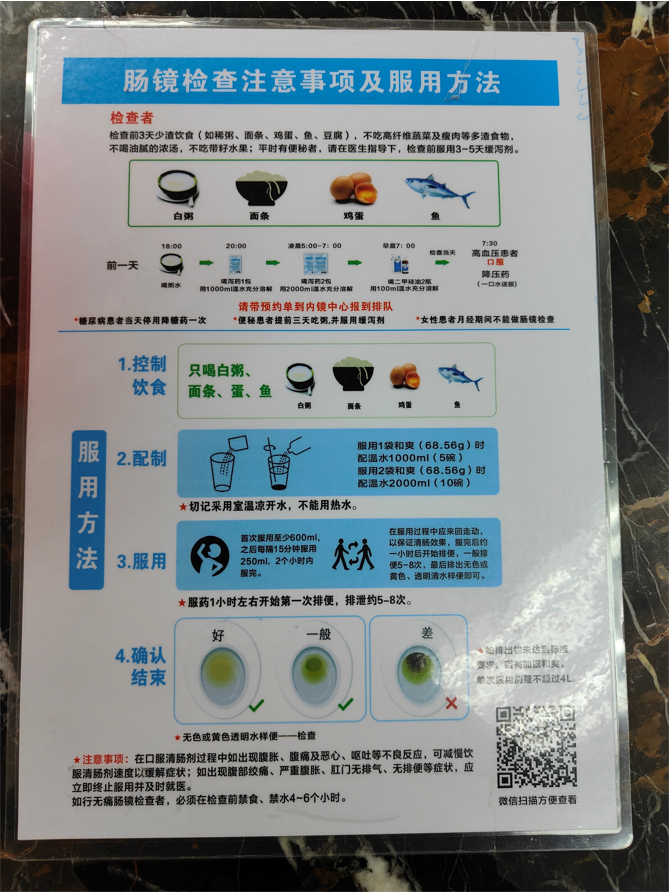 肠镜检查注意事项及服用方法
检查者
检查前3天少渣饮食（如稀粥、面条、鸡蛋、鱼、豆腐），不吃高纤维蔬菜及瘦肉等多渣食物，
不喝油腻的浓汤，不吃带籽水果；平时有便秘者，请在医生指导下，检查前服用3~5天缓泻剂。
白粥
面条
鸡蛋
鱼
前一天
18:00
喝粥水
20:00
喝泻药1包
用1000ml温水充分溶解
凌晨5:00-7：00
喝泻药2包
用2000ml温水充分溶解
早晨7：00
喝二甲硅油2瓶
用100ml温水充分溶解
检查当天
7:30
高血压患者
口服
降压药
（一口水送服）
请带预约单到内镜中心报到排队
*糖尿病患者当天停用降糖药一次
*便秘患者提前三天吃粥,并服用缓泻剂
*女性患者月经期间不能做肠镜检查
服用方法
1.控制
饮食
只喝白粥、
面条、蛋、鱼
白粥
面条
鸡蛋
鱼
2.配制
服用1袋和爽（68.56g）时
配温水1000ml（5碗）
服用2袋和爽（68.56g）时
配温水2000ml（10碗）
★切记采用室温凉开水，不能用热水。
3.服用
首次服用至少600ml,
之后每隔15分钟服用
250ml，2个小时内
服完。
在服用过程中应来回走动,
以保证清肠效果，服完后约
一小时后开始排便，一般排
便5-8次，最后排出无色或
黄色、透明清水样便即可。
★服药1小时左右开始第一次排便，排泄约5-8次。
4.确认
结束
好
一般
差
★如排出物未达到标准
要求，需再加服和爽，
单次服用剂量不超过4L.
★无色或黄色透明水样便——检查
★注意事项：在口服清肠剂过程中如出现腹胀、腹痛及恶心、呕吐等不良反应，可减慢饮
服清肠剂速度以缓解症状；如出现腹部绞痛、严重腹胀、肛门无排气、无排便等症状，应
立即终止服用并及时就医。
如行无痛肠镜检查者，必须在检查前禁食、禁水4~6个小时。
微信扫描方便查看